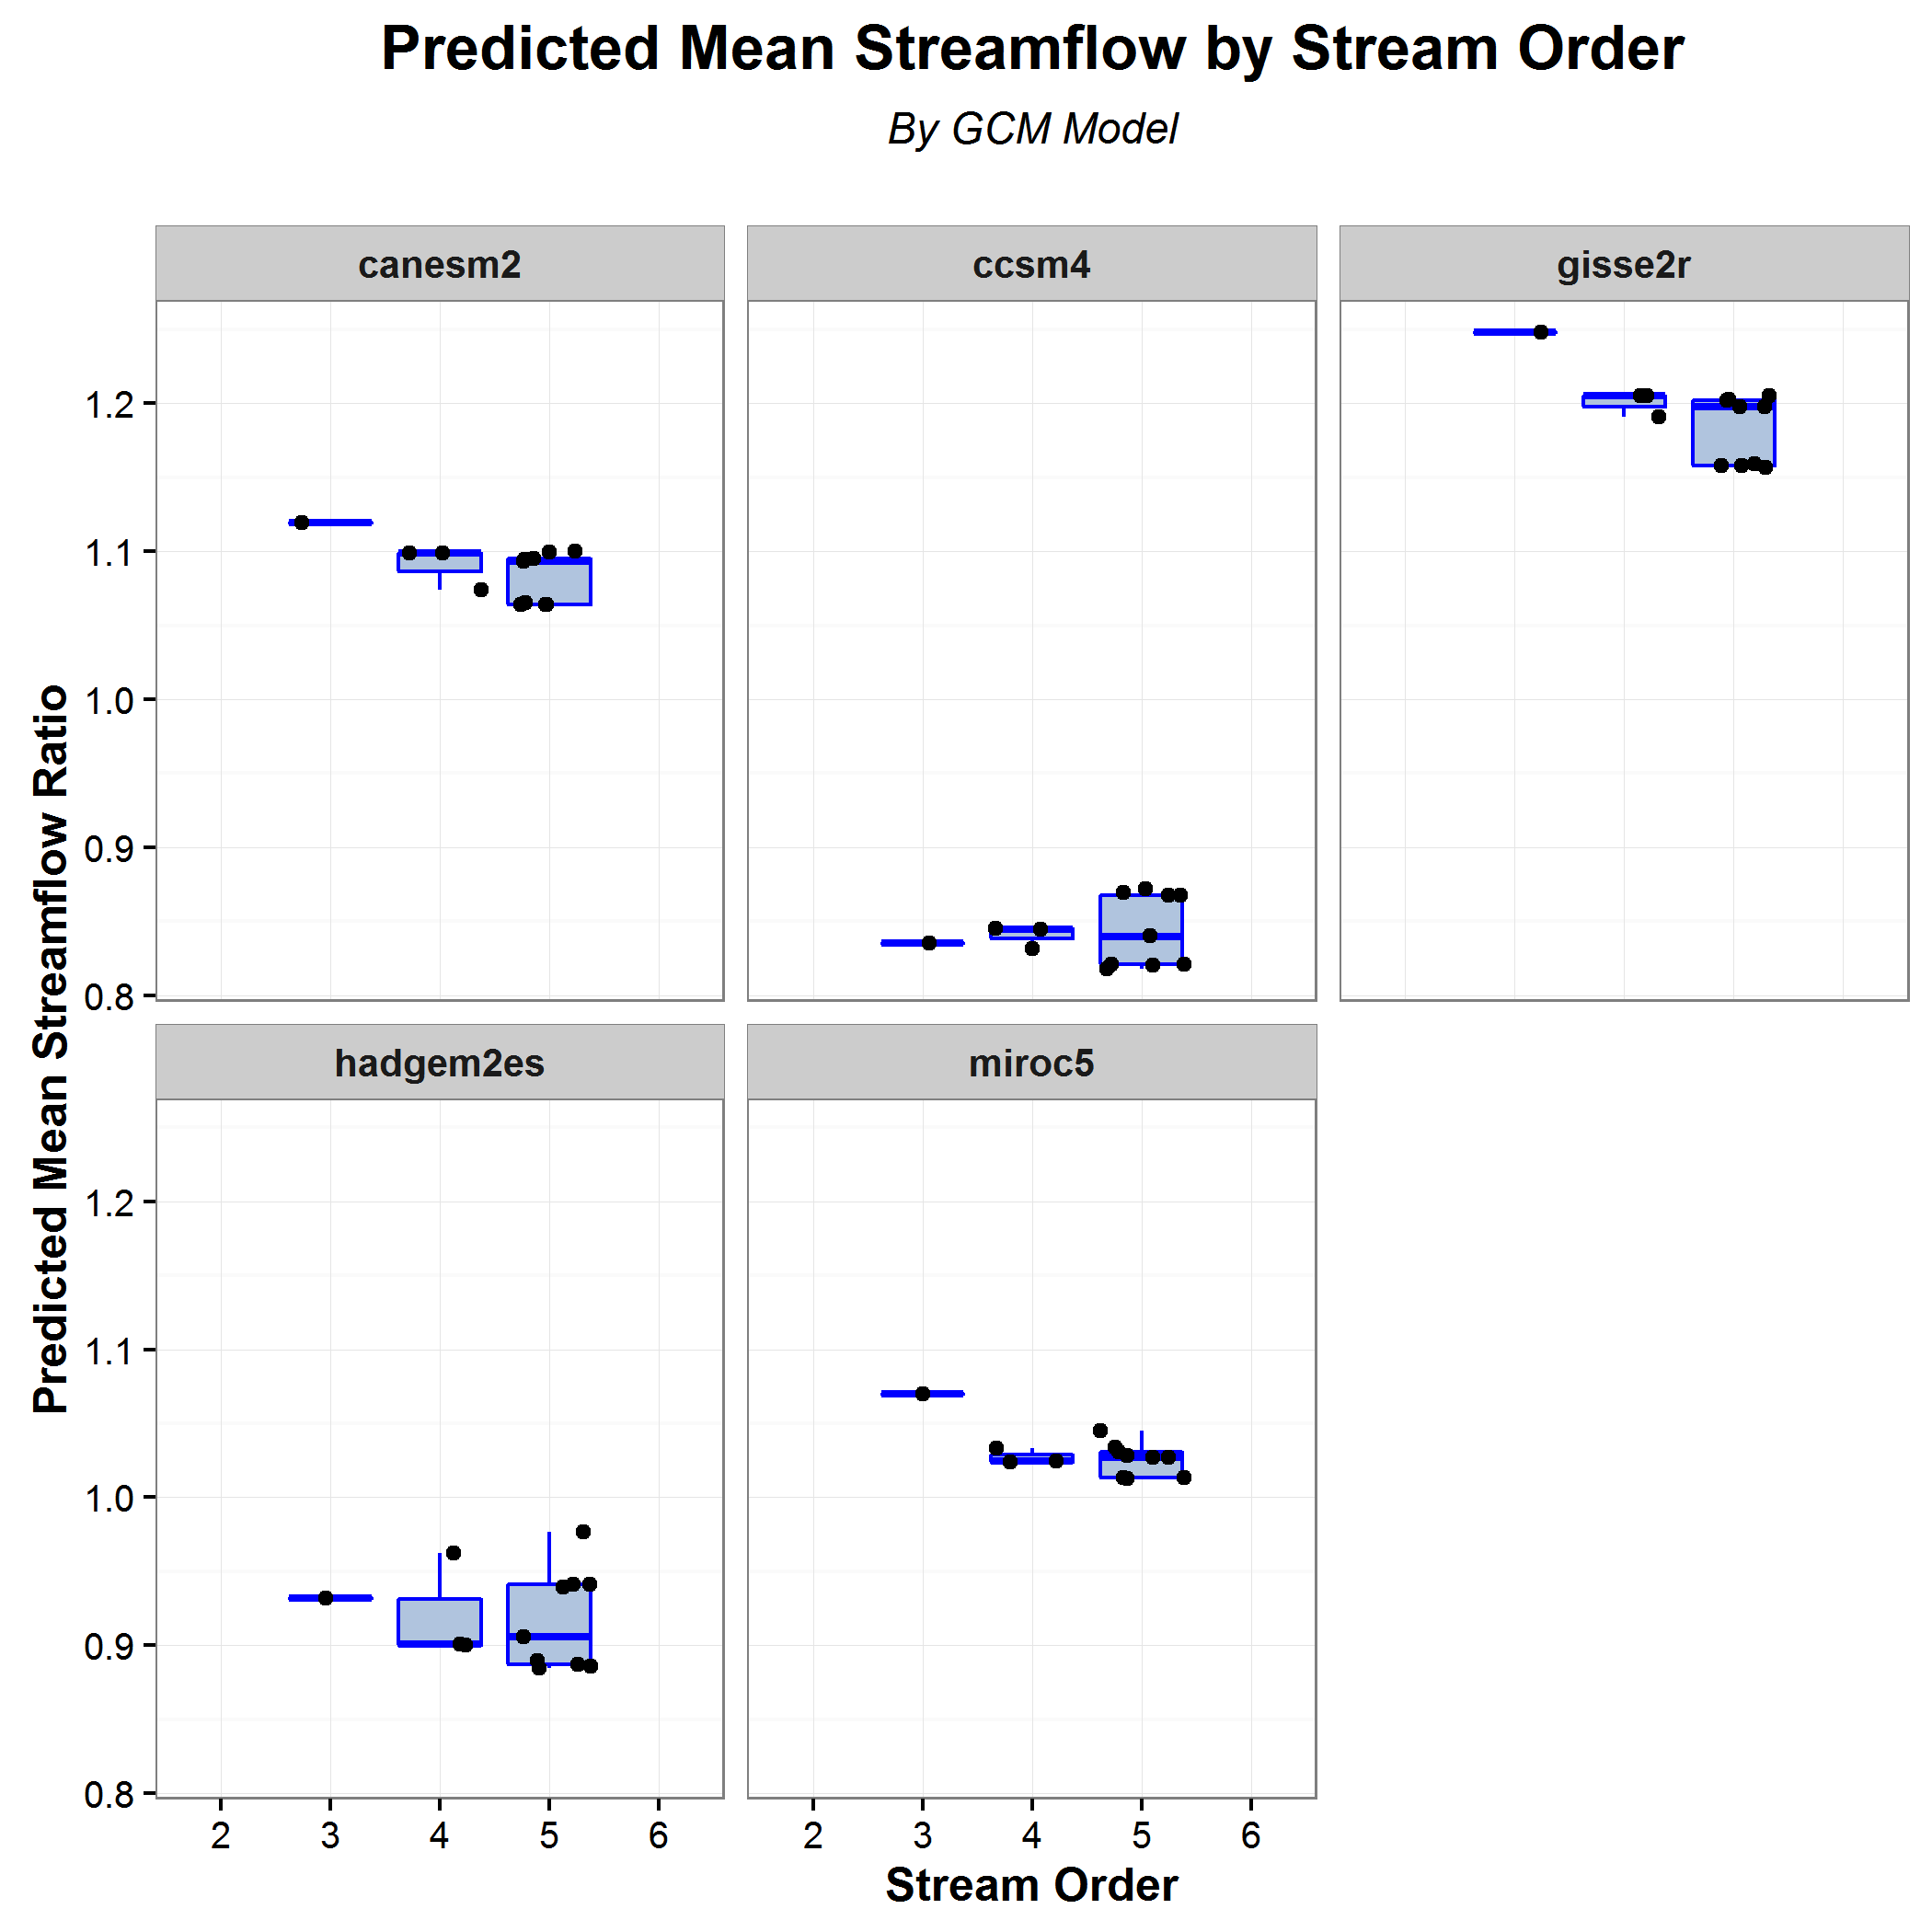 Predicted Mean Streamflow by Stream Order
By GCM Model
canesm2
ccsm4
gisse2r
1.2
1.1
1.0
0.9
0.8
Predicted Mean Streamflow Ratio
hadgem2es
miroc5
1.2
1.1
1.0
0.9
0.8
2 3 4 5 6
2 3 4 5 6
Stream Order